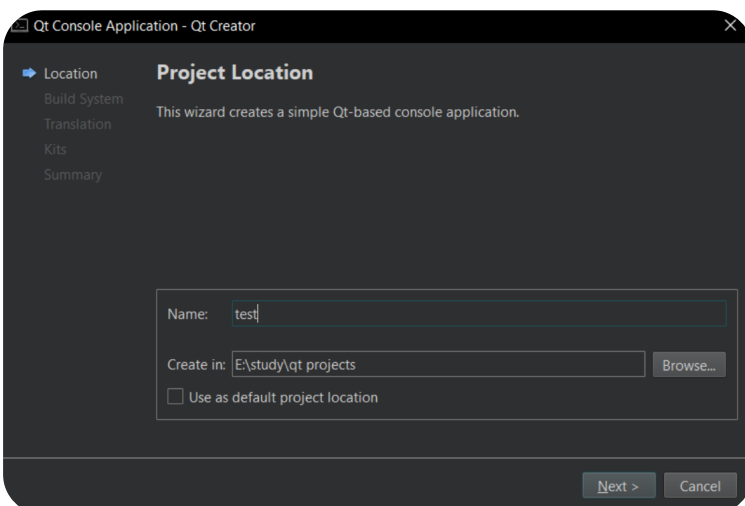 Qt Console Application - Qt Creator
Location
Build System
Translation
Kits
Summary
Project Location
This wizard creates a simple Qt-based console application.
Name: test
Create in: E:\study\qt projects Browse...
Use as default project location
Next > Cancel